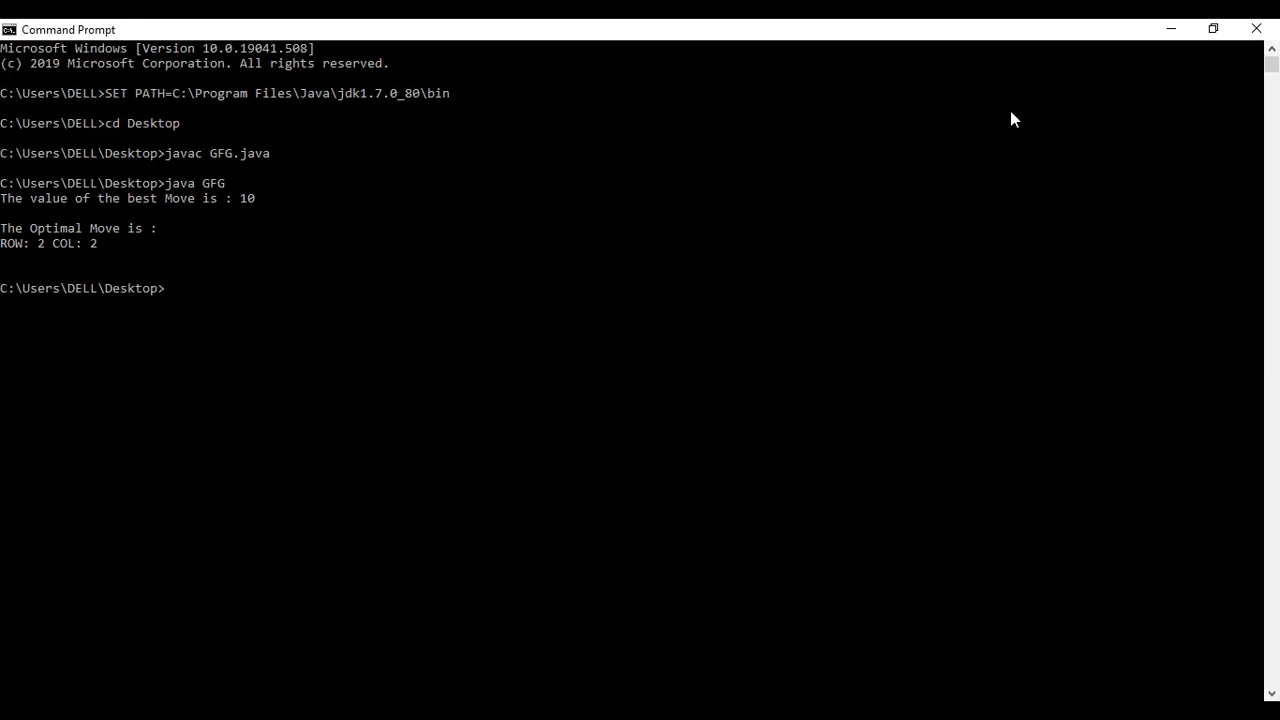 Command Prompt
Microsoft Windows [Version 10.0.19041.508]
(c) 2019 Microsoft Corporation. All rights reserved.
C:\Users\DELL>SET PATH=C:\Program Files\Java\jdk1.7.0_80\bin
C:\Users\DELL>cd Desktop
C:\Users\DELL\Desktop>javac GFG.java
C:\Users\DELL\Desktop>java GFG
The value of the best Move is : 10
The Optimal Move is :
ROW: 2 COL: 2
C:\Users\DELL\Desktop>